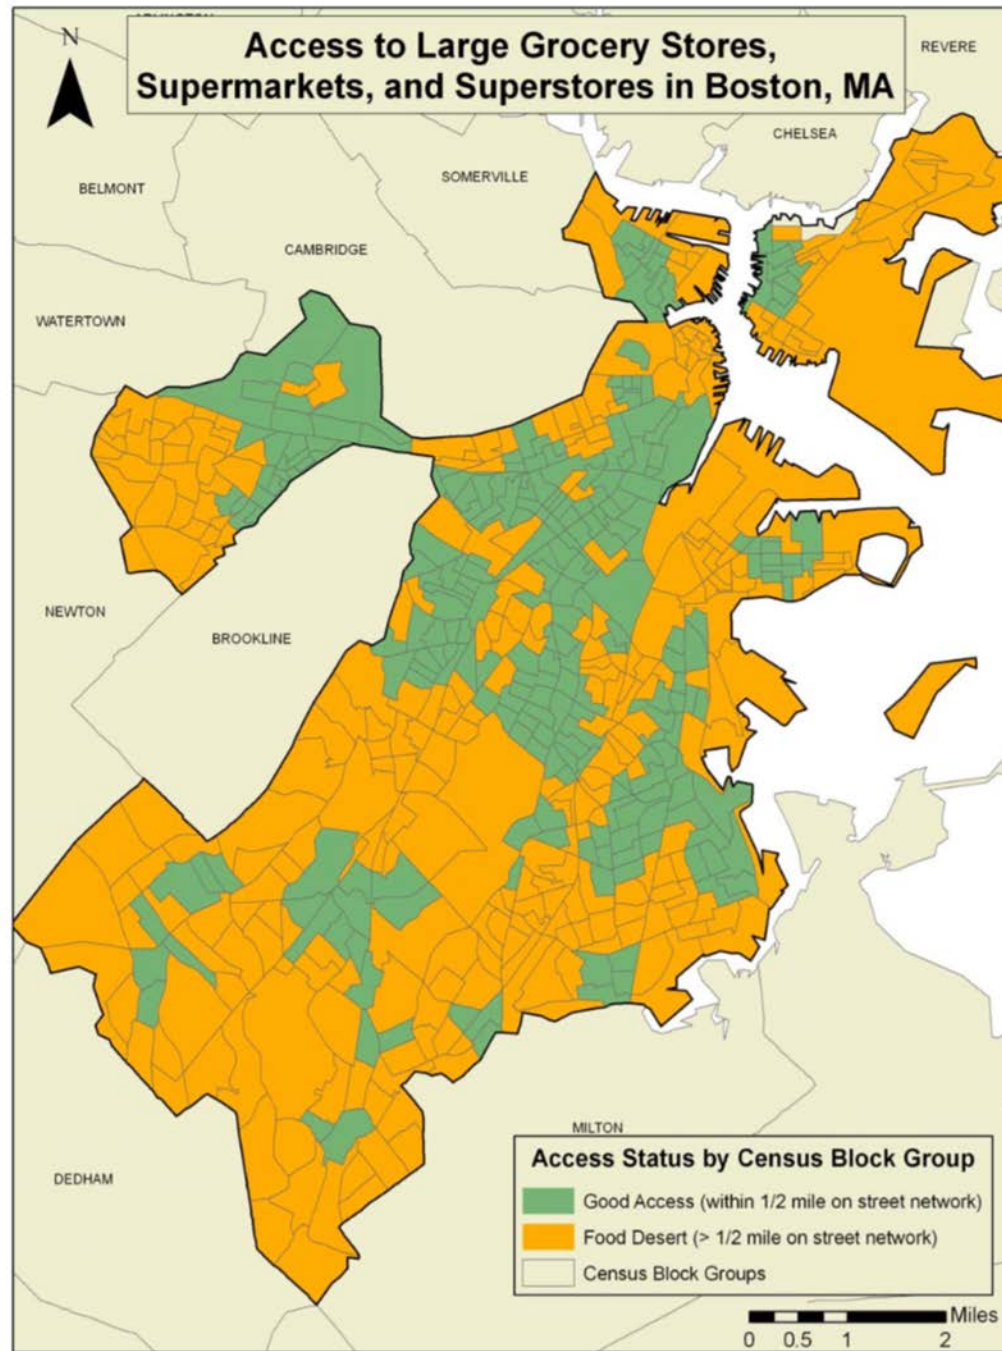 N
Access to Large Grocery Stores,
Supermarkets, and Superstores in Boston, MA
REVERE
CHELSEA
SOMERVILLE
BELMONT
CAMBRIDGE
WATERTOWN
NEWTON
BROOKLINE
MILTON
DEDHAM
Access Status by Census Block Group
Good Access (within 1/2 mile on street network)
Food Desert (> 1/2 mile on street network)
Census Block Groups
Miles
0 0.5 1 2